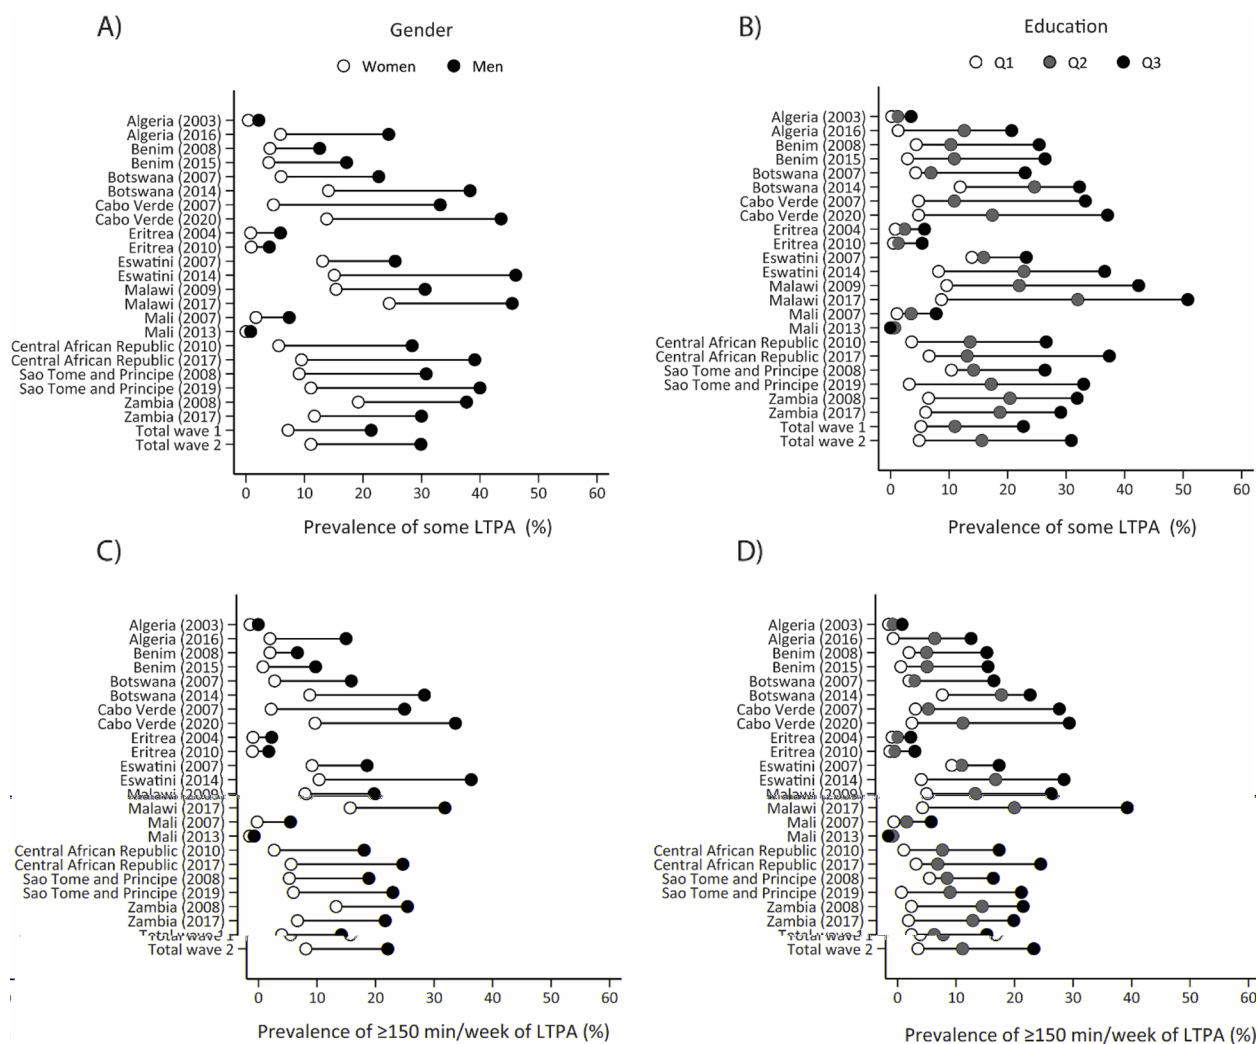 A)
Gender
Women Men
Algeria (2003)
Algeria (2016)
Benim (2008)
Benim (2015)
Botswana (2007)
Botswana (2014)
Cabo Verde (2007)
Cabo Verde (2020)
Eritrea (2004)
Eritrea (2010)
Eswatini (2007)
Eswatini (2014)
Malawi (2009)
Malawi (2017)
Mali (2007)
Mali (2013)
Central African Republic (2010)
Central African Republic (2017)
Sao Tome and Principe (2008)
Sao Tome and Principe (2019)
Zambia (2008)
Zambia (2017)
Total wave 1
Total wave 2
0 10 20 30 40 50 60
Prevalence of some LTPA (%)
B)
Education
Q1 Q2 Q3
Algeria (2003)
Algeria (2016)
Benim (2008)
Benim (2015)
Botswana (2007)
Botswana (2014)
Cabo Verde (2007)
Cabo Verde (2020)
Eritrea (2004)
Eritrea (2010)
Eswatini (2007)
Eswatini (2014)
Malawi (2009)
Malawi (2017)
Mali (2007)
Mali (2013)
Central African Republic (2010)
Central African Republic (2017)
Sao Tome and Principe (2008)
Sao Tome and Principe (2019)
Zambia (2008)
Zambia (2017)
Total wave 1
Total wave 2
0 10 20 30 40 50 60
Prevalence of some LTPA (%)
C)
Algeria (2003)
Algeria (2016)
Benim (2008)
Benim (2015)
Botswana (2007)
Botswana (2014)
Cabo Verde (2007)
Cabo Verde (2020)
Eritrea (2004)
Eritrea (2010)
Eswatini (2007)
Eswatini (2014)
Malawi (2009)
Malawi (2017)
Mali (2007)
Mali (2013)
Central African Republic (2010)
Central African Republic (2017)
Sao Tome and Principe (2008)
Sao Tome and Principe (2019)
Zambia (2008)
Zambia (2017)
Total wave 1
Total wave 2
0 10 20 30 40 50 60
Prevalence of ≥150 min/week of LTPA (%)
D)
Algeria (2003)
Algeria (2016)
Benim (2008)
Benim (2015)
Botswana (2007)
Botswana (2014)
Cabo Verde (2007)
Cabo Verde (2020)
Eritrea (2004)
Eritrea (2010)
Eswatini (2007)
Eswatini (2014)
Malawi (2009)
Malawi (2017)
Mali (2007)
Mali (2013)
Central African Republic (2010)
Central African Republic (2017)
Sao Tome and Principe (2008)
Sao Tome and Principe (2019)
Zambia (2008)
Zambia (2017)
Total wave 1
Total wave 2
0 10 20 30 40 50 60
Prevalence of ≥150 min/week of LTPA (%)